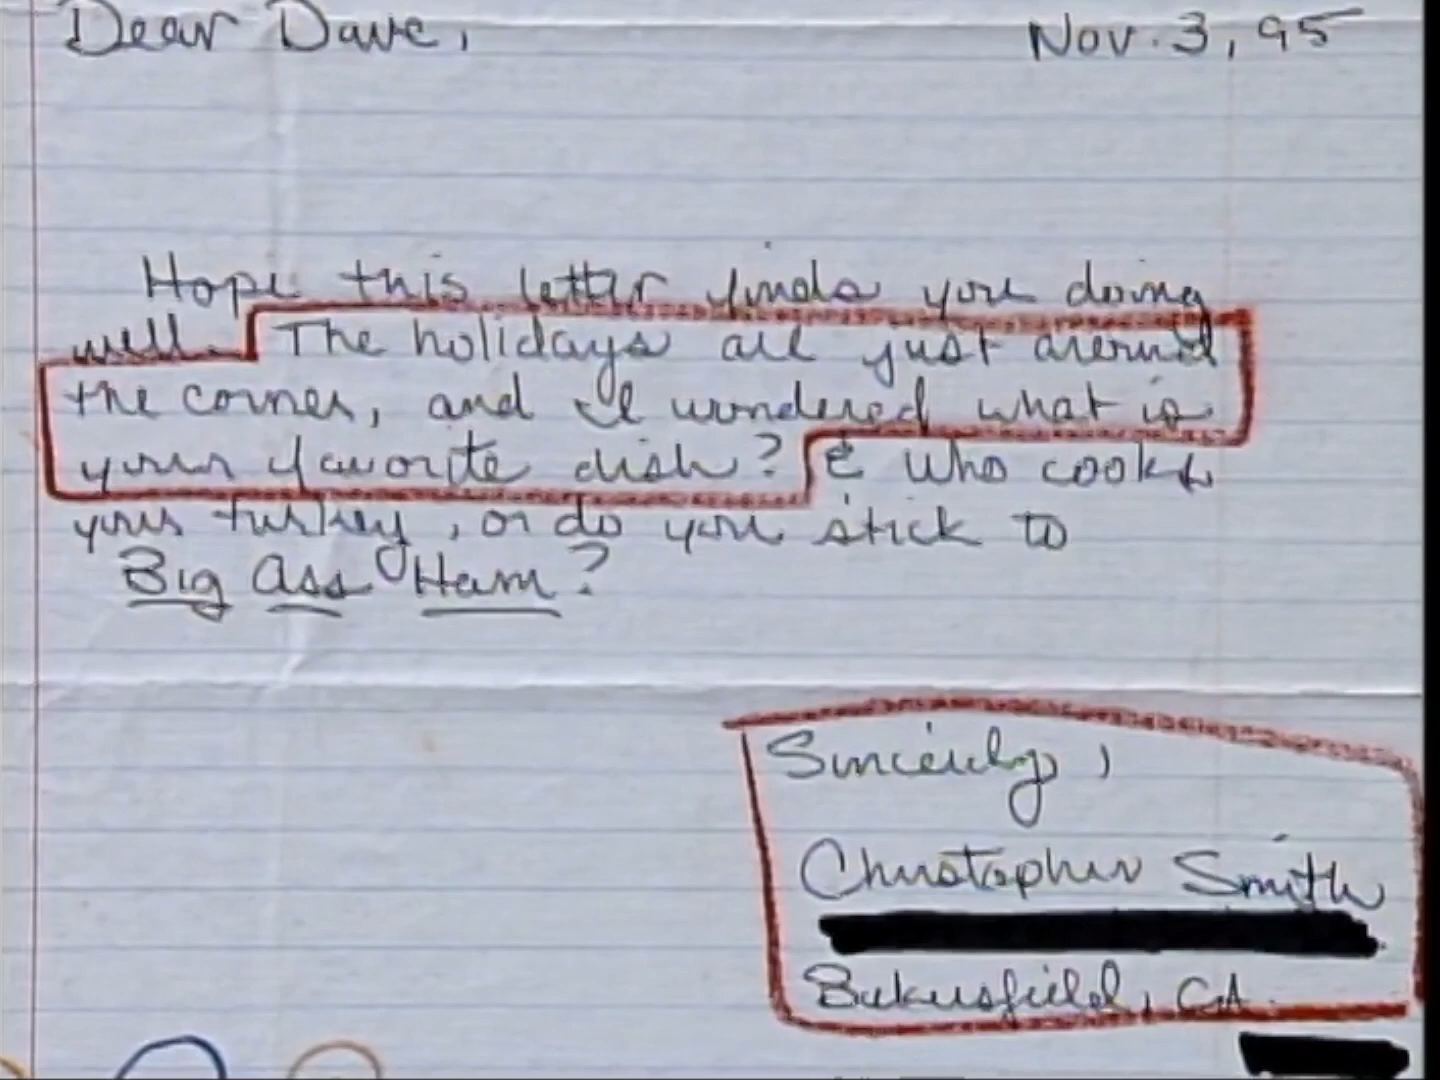 Dear Dave,
Nov. 3, 95
Hope this letter finds you doing
well. The holidays are just around
the corner, and I wondered what is
your favorite dish? & Who cooks
your turkey, or do you stick to
Big Ass Ham?
Sincerely,
Christopher Smith
Bakersfield, CA